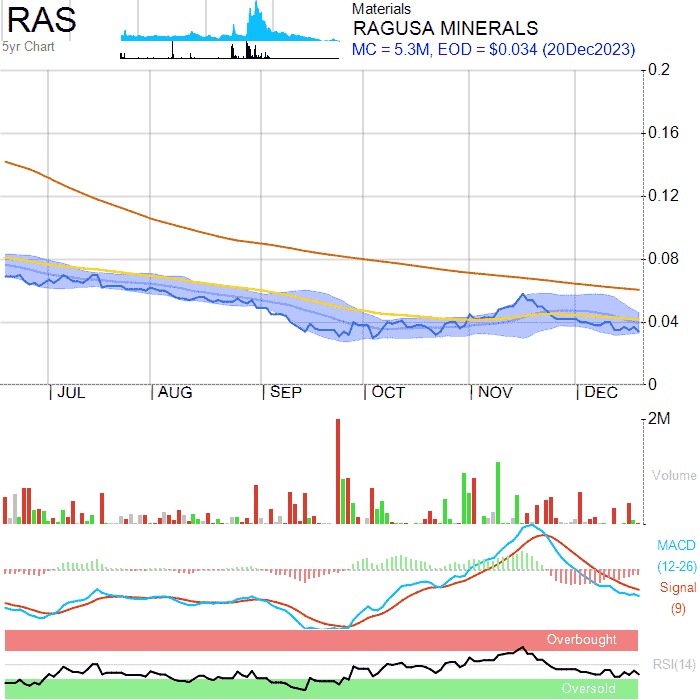 RAS
5yr Chart
Materials
RAGUSA MINERALS
MC = 5.3M, EOD = $0.034 (20Dec2023)
0.2
0.16
0.12
0.08
0.04
0
JUL AUG SEP OCT NOV DEC
2M
Volume
MACD
(12-26)
Signal
(9)
Overbought
RSI(14)
Oversold